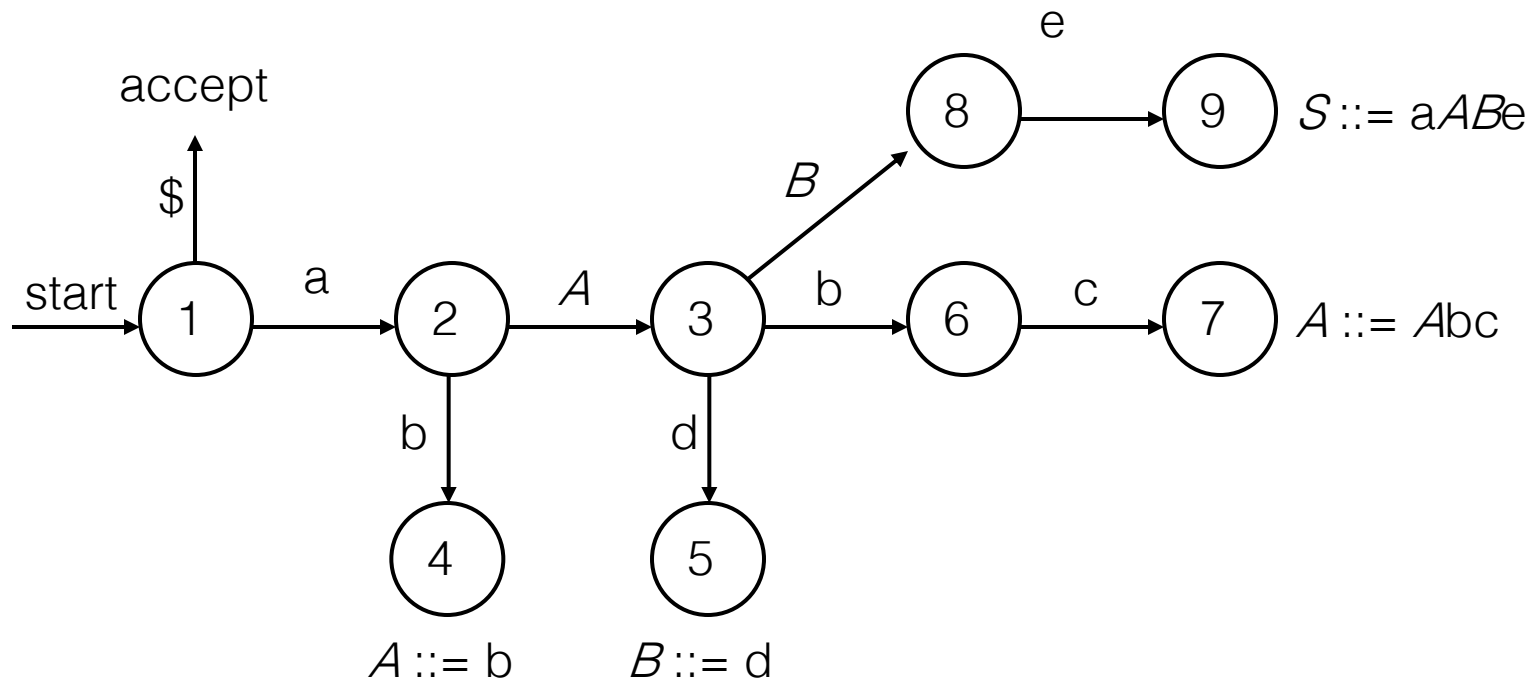 e
accept
8
9
S ::= aABe
B
$
start
1
a
2
A
3
b
6
c
7
A ::= Abc
b
d
4
5
A ::= b
B ::= d